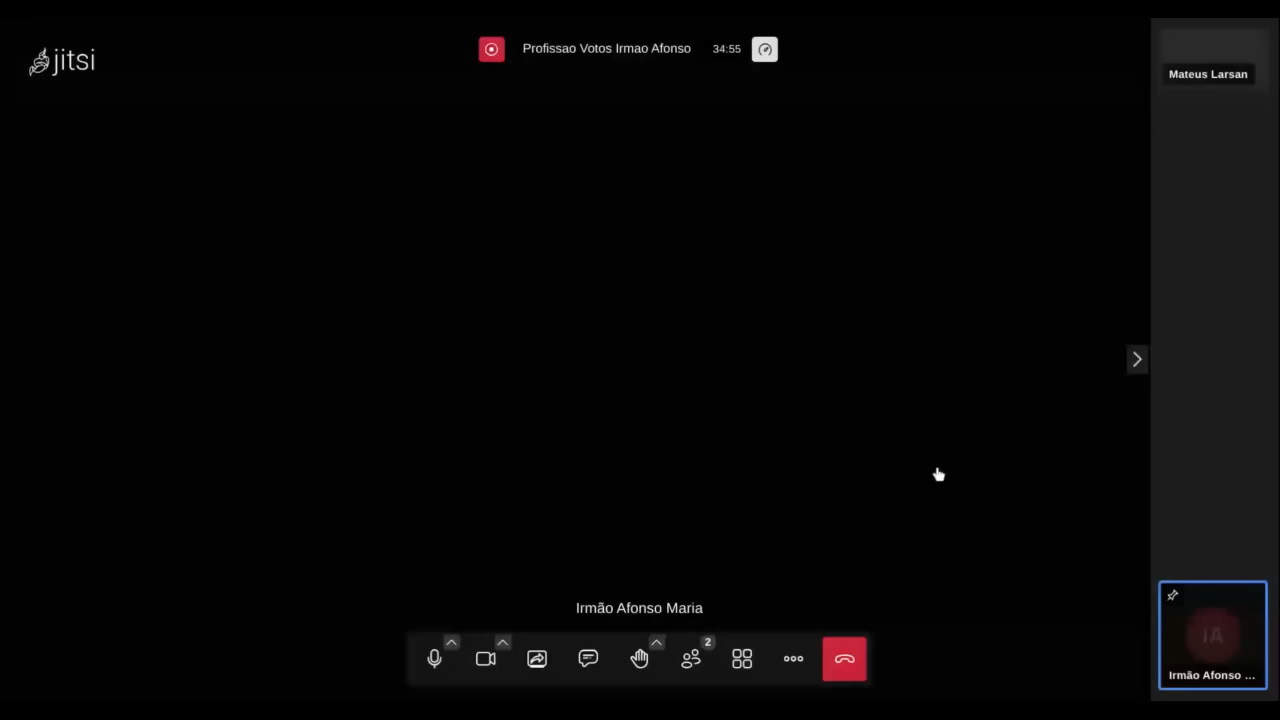 jitsi
Profissao Votos Irmao Afonso 34:55
Mateus Larsan
Irmão Afonso Maria
2
IA
Irmão Afonso ...